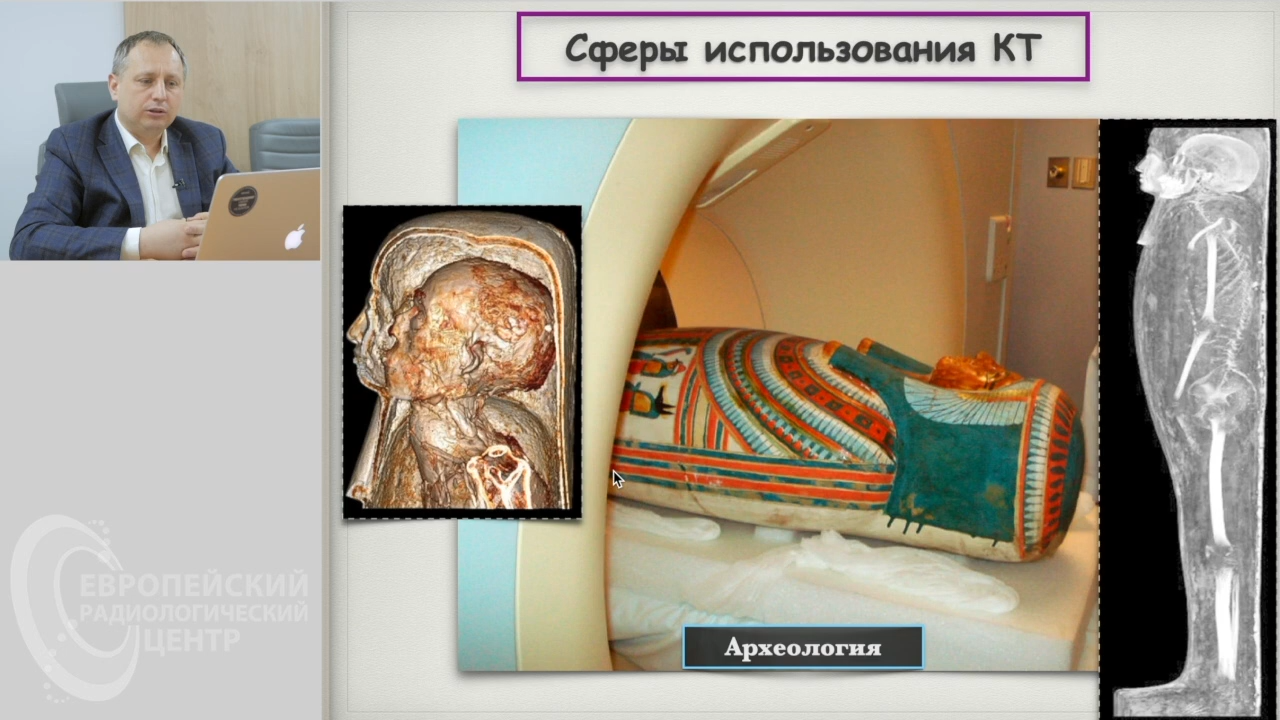 Сферы использования КТ
Археология
ЕВРОПЕЙСКИЙ
РАДИОЛОГИЧЕСКИЙ
ЦЕНТР